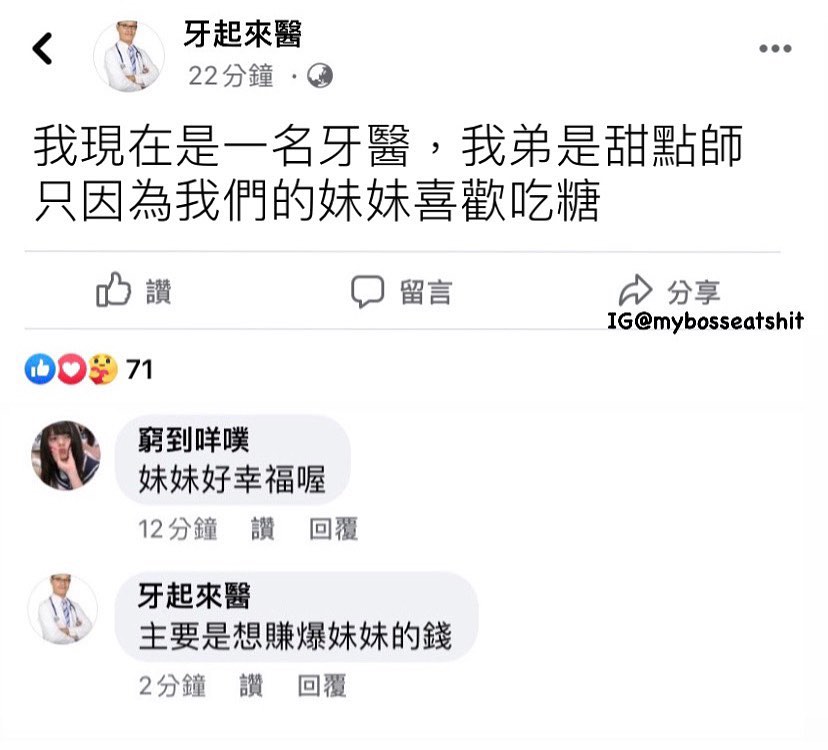 牙起來醫
22分鐘 ·
我現在是一名牙醫，我弟是甜點師
只因為我們的妹妹喜歡吃糖
讚 留言 分享
IG@mybosseatshit
71
窮到咩噗
妹妹好幸福喔
12分鐘 讚 回覆
牙起來醫
主要是想賺爆妹妹的錢
2分鐘 讚 回覆